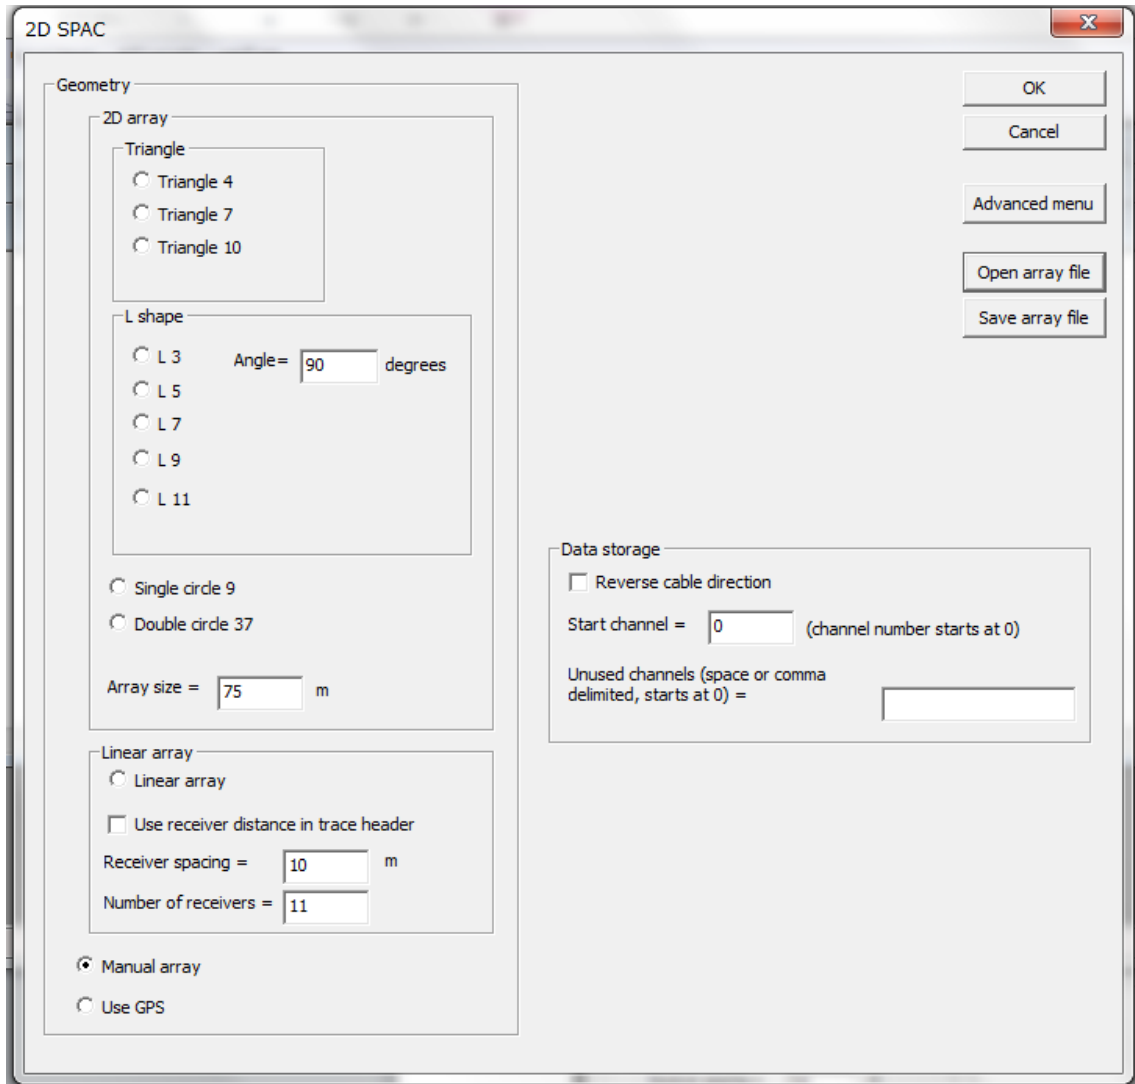 2D SPAC
Geometry
2D array
Triangle
Triangle 4
Triangle 7
Triangle 10
L shape
L 3
Angle= 90 degrees
L 5
L 7
L 9
L 11
Single circle 9
Double circle 37
Array size = 75 m
Linear array
Linear array
Use receiver distance in trace header
Receiver spacing = 10 m
Number of receivers = 11
Manual array
Use GPS
OK
Cancel
Advanced menu
Open array file
Save array file
Data storage
Reverse cable direction
Start channel = 0 (channel number starts at 0)
Unused channels (space or comma
delimited, starts at 0) =